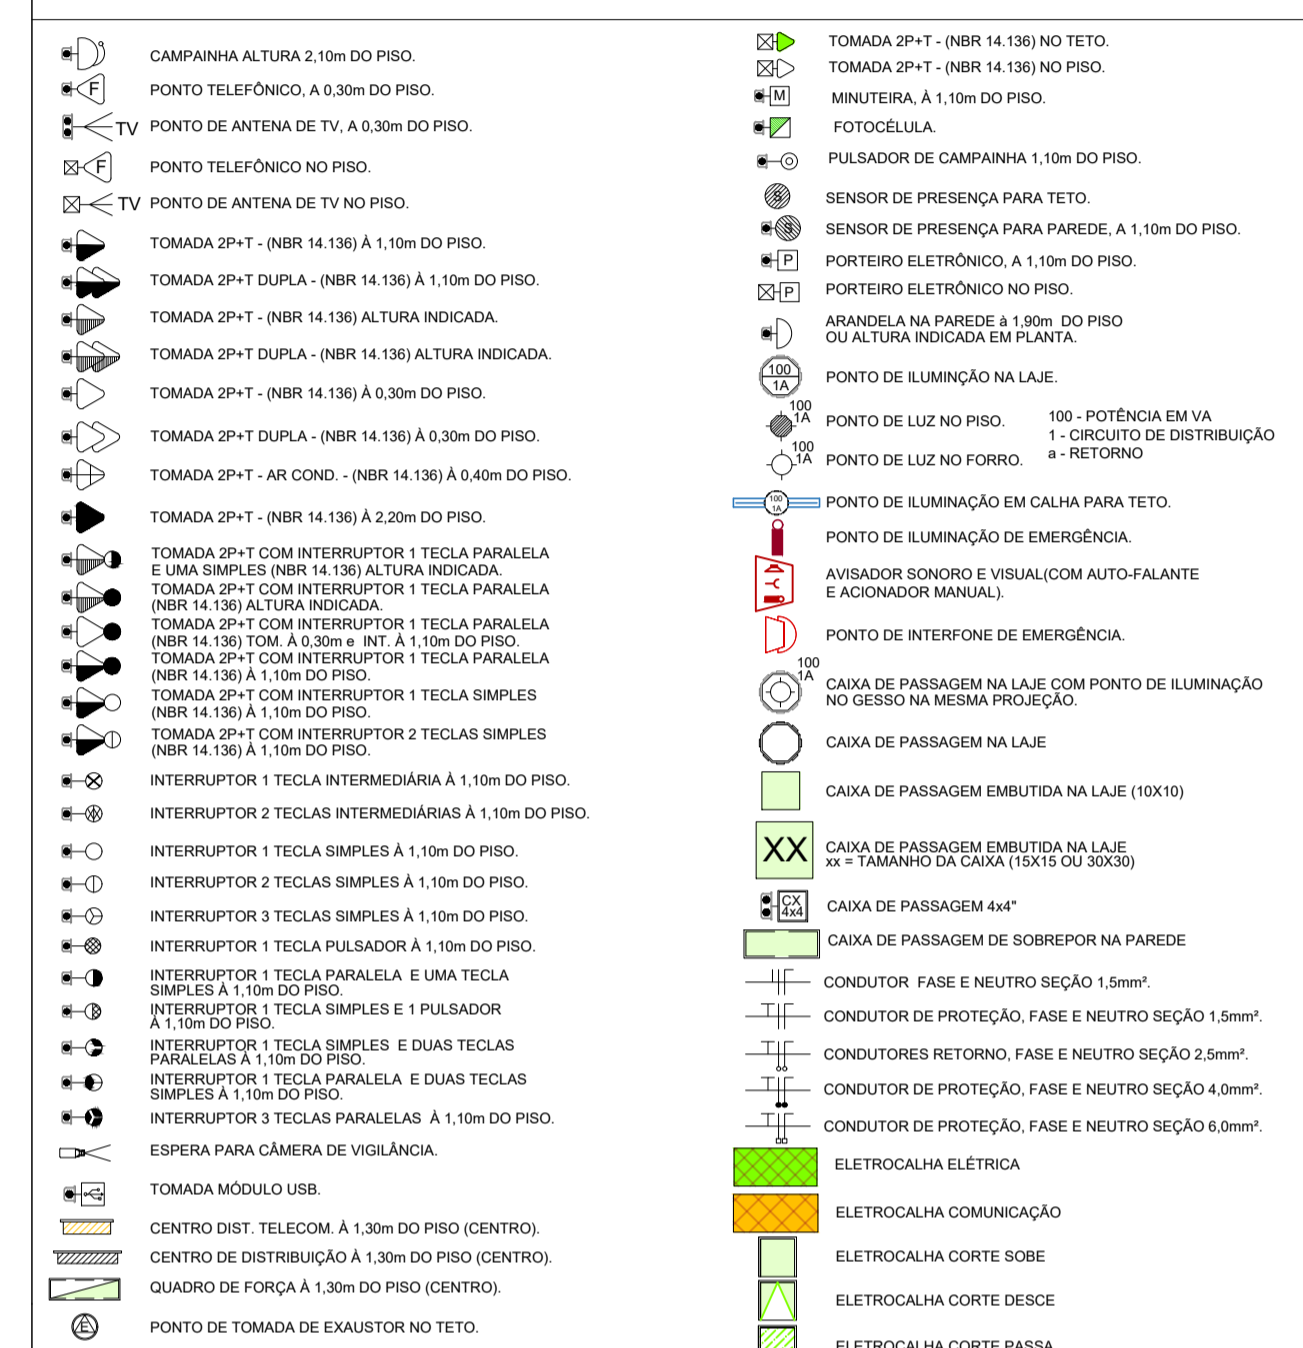 CAMPAINHA ALTURA 2,10m DO PISO.
F PONTO TELEFÔNICO, A 0,30m DO PISO.
TV PONTO DE ANTENA DE TV, A 0,30m DO PISO.
F PONTO TELEFÔNICO NO PISO.
TV PONTO DE ANTENA DE TV NO PISO.
TOMADA 2P+T - (NBR 14.136) À 1,10m DO PISO.
TOMADA 2P+T DUPLA - (NBR 14.136) À 1,10m DO PISO.
TOMADA 2P+T - (NBR 14.136) ALTURA INDICADA.
TOMADA 2P+T DUPLA - (NBR 14.136) ALTURA INDICADA.
TOMADA 2P+T - (NBR 14.136) À 0,30m DO PISO.
TOMADA 2P+T DUPLA - (NBR 14.136) À 0,30m DO PISO.
TOMADA 2P+T - AR COND. - (NBR 14.136) À 0,40m DO PISO.
TOMADA 2P+T - (NBR 14.136) À 2,20m DO PISO.
TOMADA 2P+T COM INTERRUPTOR 1 TECLA PARALELA
E UMA SIMPLES (NBR 14.136) ALTURA INDICADA.
TOMADA 2P+T COM INTERRUPTOR 1 TECLA PARALELA
(NBR 14.136) ALTURA INDICADA.
TOMADA 2P+T COM INTERRUPTOR 1 TECLA PARALELA
(NBR 14.136) TOM. À 0,30m e INT. À 1,10m DO PISO.
TOMADA 2P+T COM INTERRUPTOR 1 TECLA PARALELA
(NBR 14.136) À 1,10m DO PISO.
TOMADA 2P+T COM INTERRUPTOR 1 TECLA SIMPLES
(NBR 14.136) À 1,10m DO PISO.
TOMADA 2P+T COM INTERRUPTOR 2 TECLAS SIMPLES
(NBR 14.136) À 1,10m DO PISO.
INTERRUPTOR 1 TECLA INTERMEDIÁRIA À 1,10m DO PISO.
INTERRUPTOR 2 TECLAS INTERMEDIÁRIAS À 1,10m DO PISO.
INTERRUPTOR 1 TECLA SIMPLES À 1,10m DO PISO.
INTERRUPTOR 2 TECLAS SIMPLES À 1,10m DO PISO.
INTERRUPTOR 3 TECLAS SIMPLES À 1,10m DO PISO.
INTERRUPTOR 1 TECLA PULSADOR À 1,10m DO PISO.
INTERRUPTOR 1 TECLA PARALELA E UMA TECLA
SIMPLES À 1,10m DO PISO.
INTERRUPTOR 1 TECLA SIMPLES E 1 PULSADOR
À 1,10m DO PISO.
INTERRUPTOR 1 TECLA SIMPLES E DUAS TECLAS
PARALELAS À 1,10m DO PISO.
INTERRUPTOR 1 TECLA PARALELA E DUAS TECLAS
SIMPLES À 1,10m DO PISO.
INTERRUPTOR 3 TECLAS PARALELAS À 1,10m DO PISO.
ESPERA PARA CÂMERA DE VIGILÂNCIA.
TOMADA MÓDULO USB.
CENTRO DIST. TELECOM. À 1,30m DO PISO (CENTRO).
CENTRO DE DISTRIBUIÇÃO À 1,30m DO PISO (CENTRO).
QUADRO DE FORÇA À 1,30m DO PISO (CENTRO).
E PONTO DE TOMADA DE EXAUSTOR NO TETO.
TOMADA 2P+T - (NBR 14.136) NO TETO.
TOMADA 2P+T - (NBR 14.136) NO PISO.
M MINUTEIRA, À 1,10m DO PISO.
FOTOCÉLULA.
PULSADOR DE CAMPAINHA 1,10m DO PISO.
S SENSOR DE PRESENÇA PARA TETO.
S SENSOR DE PRESENÇA PARA PAREDE, A 1,10m DO PISO.
P PORTEIRO ELETRÔNICO, A 1,10m DO PISO.
P PORTEIRO ELETRÔNICO NO PISO.
ARANDELA NA PAREDE à 1,90m DO PISO
OU ALTURA INDICADA EM PLANTA.
100
1A
PONTO DE ILUMINÇÃO NA LAJE.
100
1A
PONTO DE LUZ NO PISO.
100
1A
PONTO DE LUZ NO FORRO.
100 - POTÊNCIA EM VA
1 - CIRCUITO DE DISTRIBUIÇÃO
a - RETORNO
100
1A
PONTO DE ILUMINAÇÃO EM CALHA PARA TETO.
PONTO DE ILUMINAÇÃO DE EMERGÊNCIA.
AVISADOR SONORO E VISUAL(COM AUTO-FALANTE
E ACIONADOR MANUAL).
PONTO DE INTERFONE DE EMERGÊNCIA.
100
1A
CAIXA DE PASSAGEM NA LAJE COM PONTO DE ILUMINAÇÃO
NO GESSO NA MESMA PROJEÇÃO.
CAIXA DE PASSAGEM NA LAJE
CAIXA DE PASSAGEM EMBUTIDA NA LAJE (10X10)
XX
CAIXA DE PASSAGEM EMBUTIDA NA LAJE
xx = TAMANHO DA CAIXA (15X15 OU 30X30)
CX
4x4
CAIXA DE PASSAGEM 4x4"
CAIXA DE PASSAGEM DE SOBREPOR NA PAREDE
CONDUTOR FASE E NEUTRO SEÇÃO 1,5mm².
CONDUTOR DE PROTEÇÃO, FASE E NEUTRO SEÇÃO 1,5mm².
CONDUTORES RETORNO, FASE E NEUTRO SEÇÃO 2,5mm².
CONDUTOR DE PROTEÇÃO, FASE E NEUTRO SEÇÃO 4,0mm².
CONDUTOR DE PROTEÇÃO, FASE E NEUTRO SEÇÃO 6,0mm².
ELETROCALHA ELÉTRICA
ELETROCALHA COMUNICAÇÃO
ELETROCALHA CORTE SOBE
ELETROCALHA CORTE DESCE
ELETROCALHA CORTE PASSA